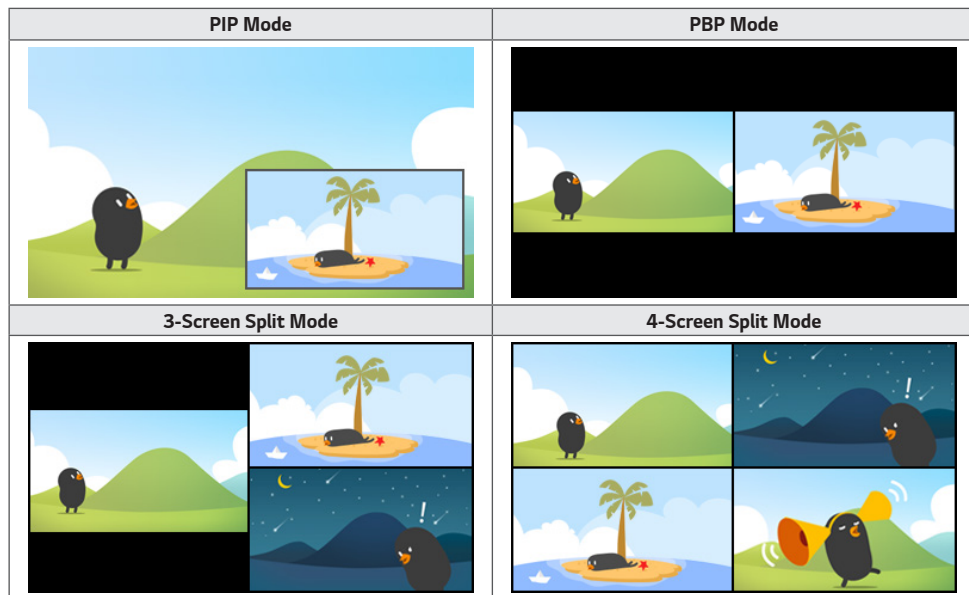 PIP Mode
PBP Mode
3-Screen Split Mode
4-Screen Split Mode